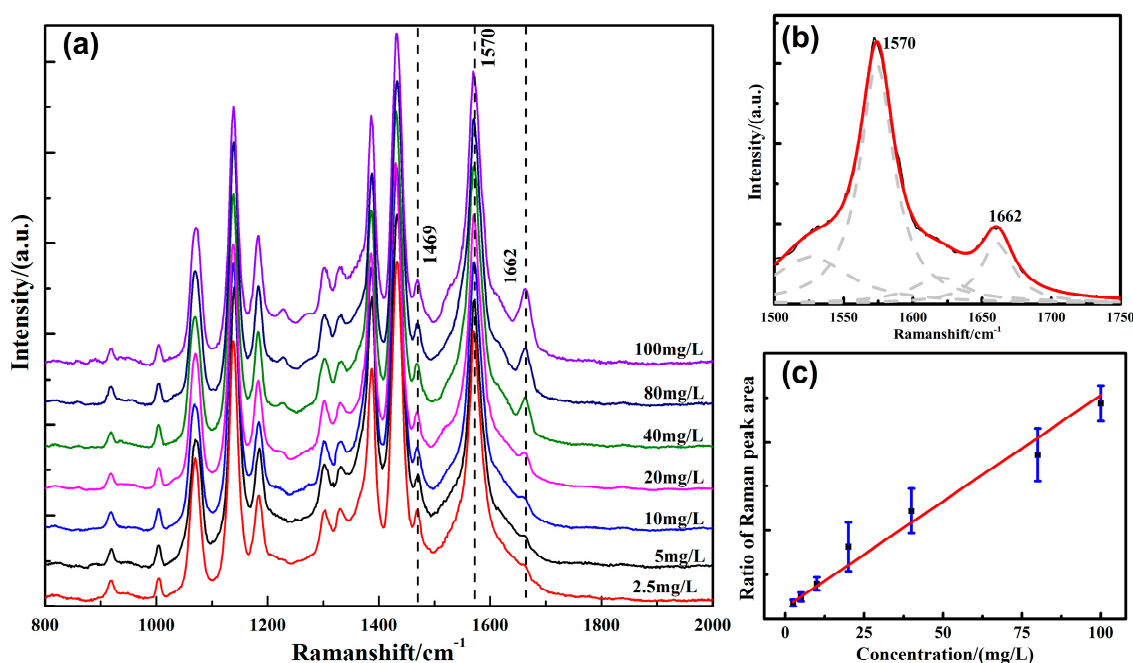 (a)
1469
1570
1662
100mg/L
80mg/L
40mg/L
20mg/L
10mg/L
5mg/L
2.5mg/L
Intensity/(a.u.)
800 1000 1200 1400 1600 1800 2000
Ramanshift/cm⁻¹
(b)
1570
1662
Intensity/(a.u.)
1500 1550 1600 1650 1700 1750
Ramanshift/cm⁻¹
(c)
Ratio of Raman peak area
0 25 50 75 100
Concentration/(mg/L)